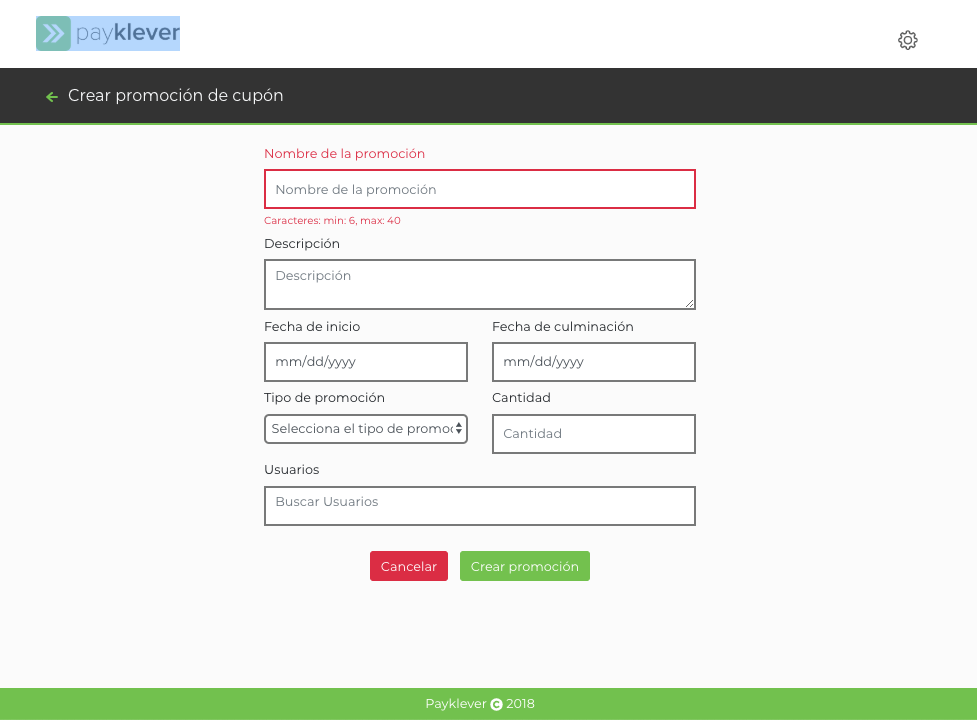 payklever
Crear promoción de cupón
Nombre de la promoción
Nombre de la promoción
Caracteres: min: 6, max: 40
Descripción
Descripción
Fecha de inicio Fecha de culminación
mm/dd/yyyy mm/dd/yyyy
Tipo de promoción Cantidad
Selecciona el tipo de promoc Cantidad
Usuarios
Buscar Usuarios
Cancelar Crear promoción
Payklever © 2018